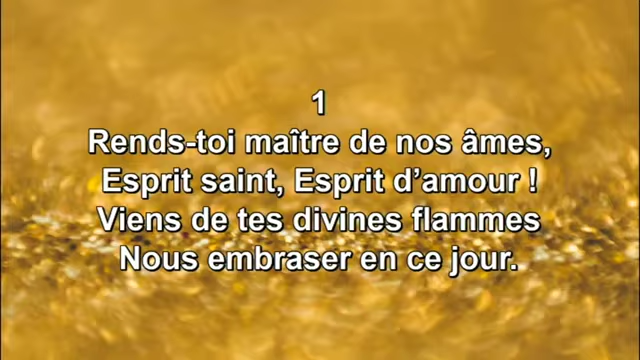 1
Rends-toi maître de nos âmes,
Esprit saint, Esprit d’amour !
Viens de tes divines flammes
Nous embraser en ce jour.